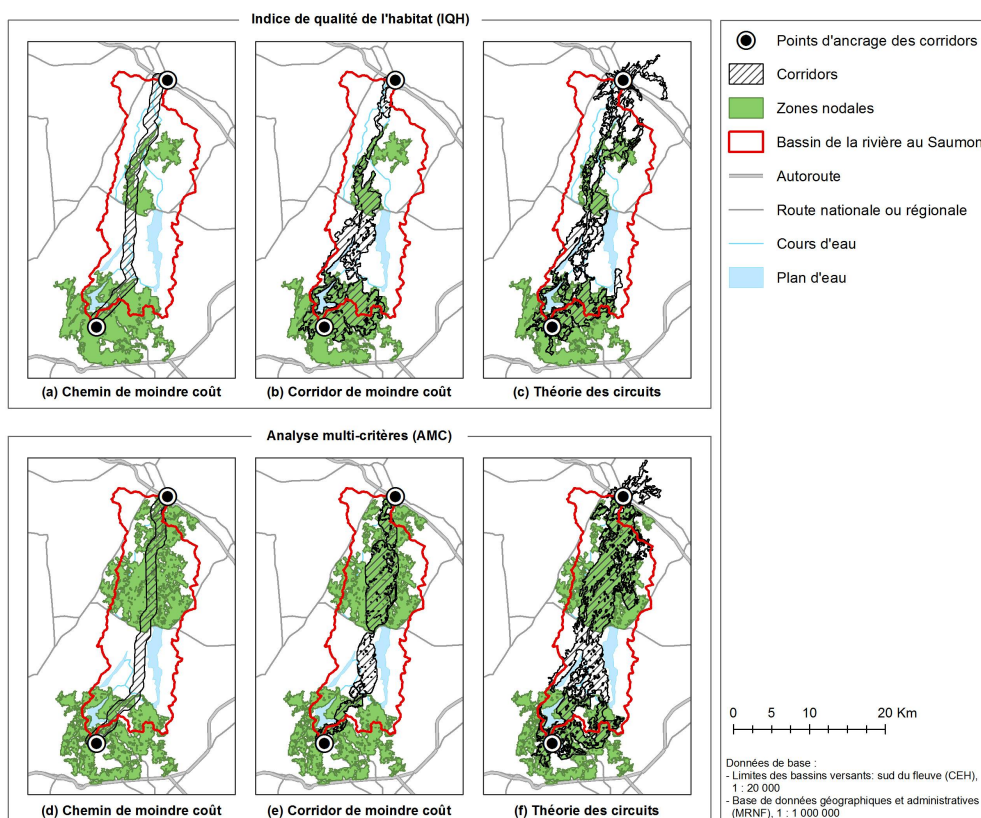 Indice de qualité de l'habitat (IQH)
(a) Chemin de moindre coût
(b) Corridor de moindre coût
(c) Théorie des circuits
Analyse multi-critères (AMC)
(d) Chemin de moindre coût
(e) Corridor de moindre coût
(f) Théorie des circuits
Points d'ancrage des corridors
Corridors
Zones nodales
Bassin de la rivière au Saumon
Autoroute
Route nationale ou régionale
Cours d'eau
Plan d'eau
0 5 10 20 Km
Données de base :
- Limites des bassins versants: sud du fleuve (CEH),
1 : 20 000
- Base de données géographiques et administratives
(MRNF), 1 : 1 000 000